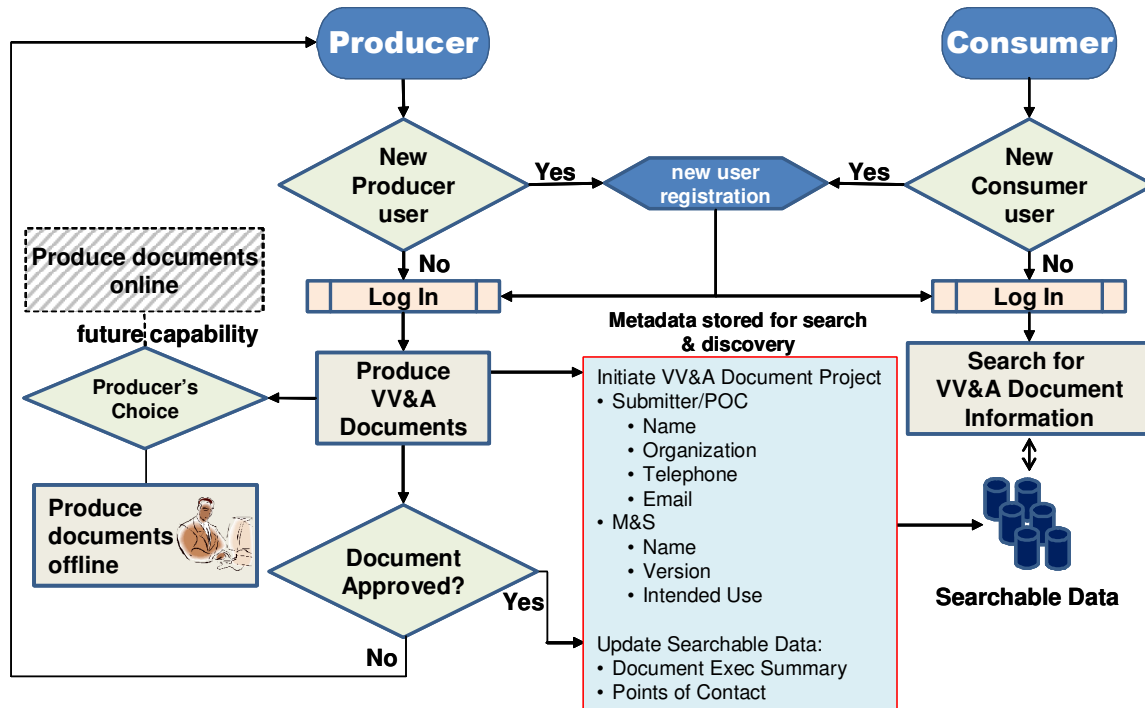 Producer
Consumer
New
Producer
user
Yes
new user
registration
Yes
New
Consumer
user
No
No
Log In
Log In
Produce documents
online
future capability
Producer’s
Choice
Produce
documents
offline
Produce
VV&A
Documents
Document
Approved?
Yes
No
Metadata stored for search
& discovery
Initiate VV&A Document Project
• Submitter/POC
• Name
• Organization
• Telephone
• Email
• M&S
• Name
• Version
• Intended Use
Update Searchable Data:
• Document Exec Summary
• Points of Contact
Search for
VV&A Document
Information
Searchable Data